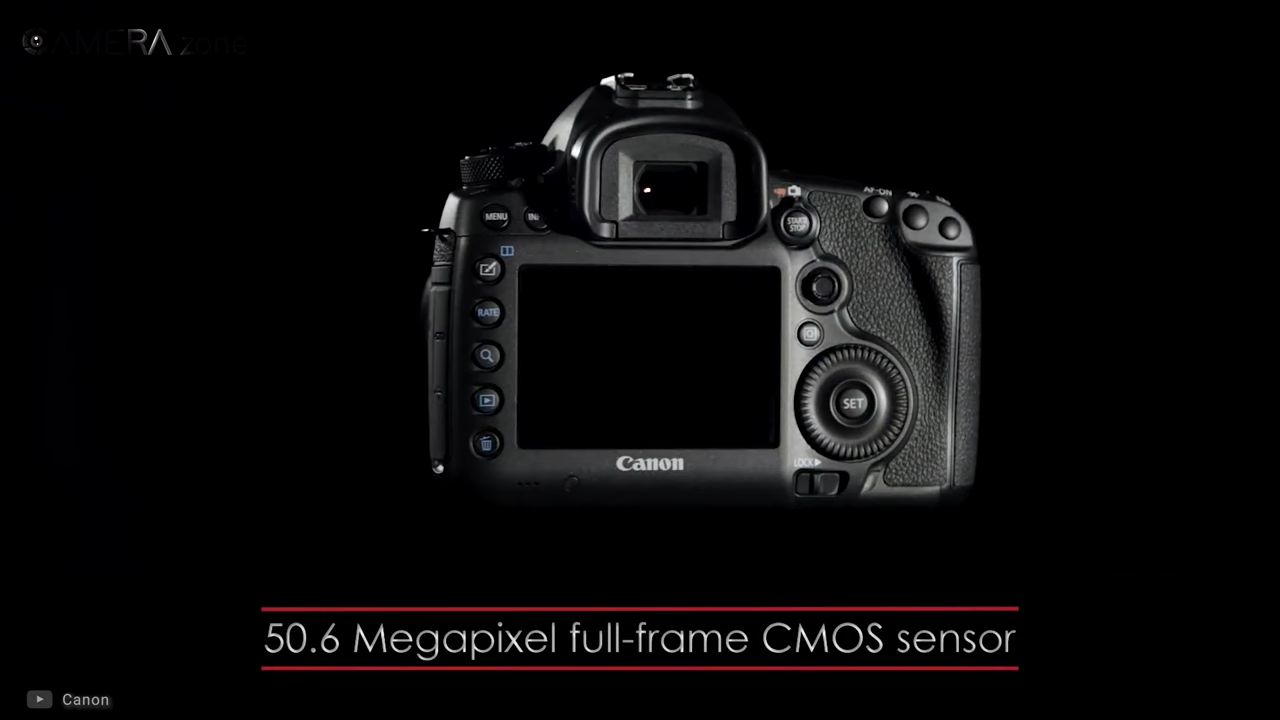 CAMERA zone
MENU
START/
STOP
AF-ON
RATE
SET
Canon
LOCK▶
50.6 Megapixel full-frame CMOS sensor
Canon